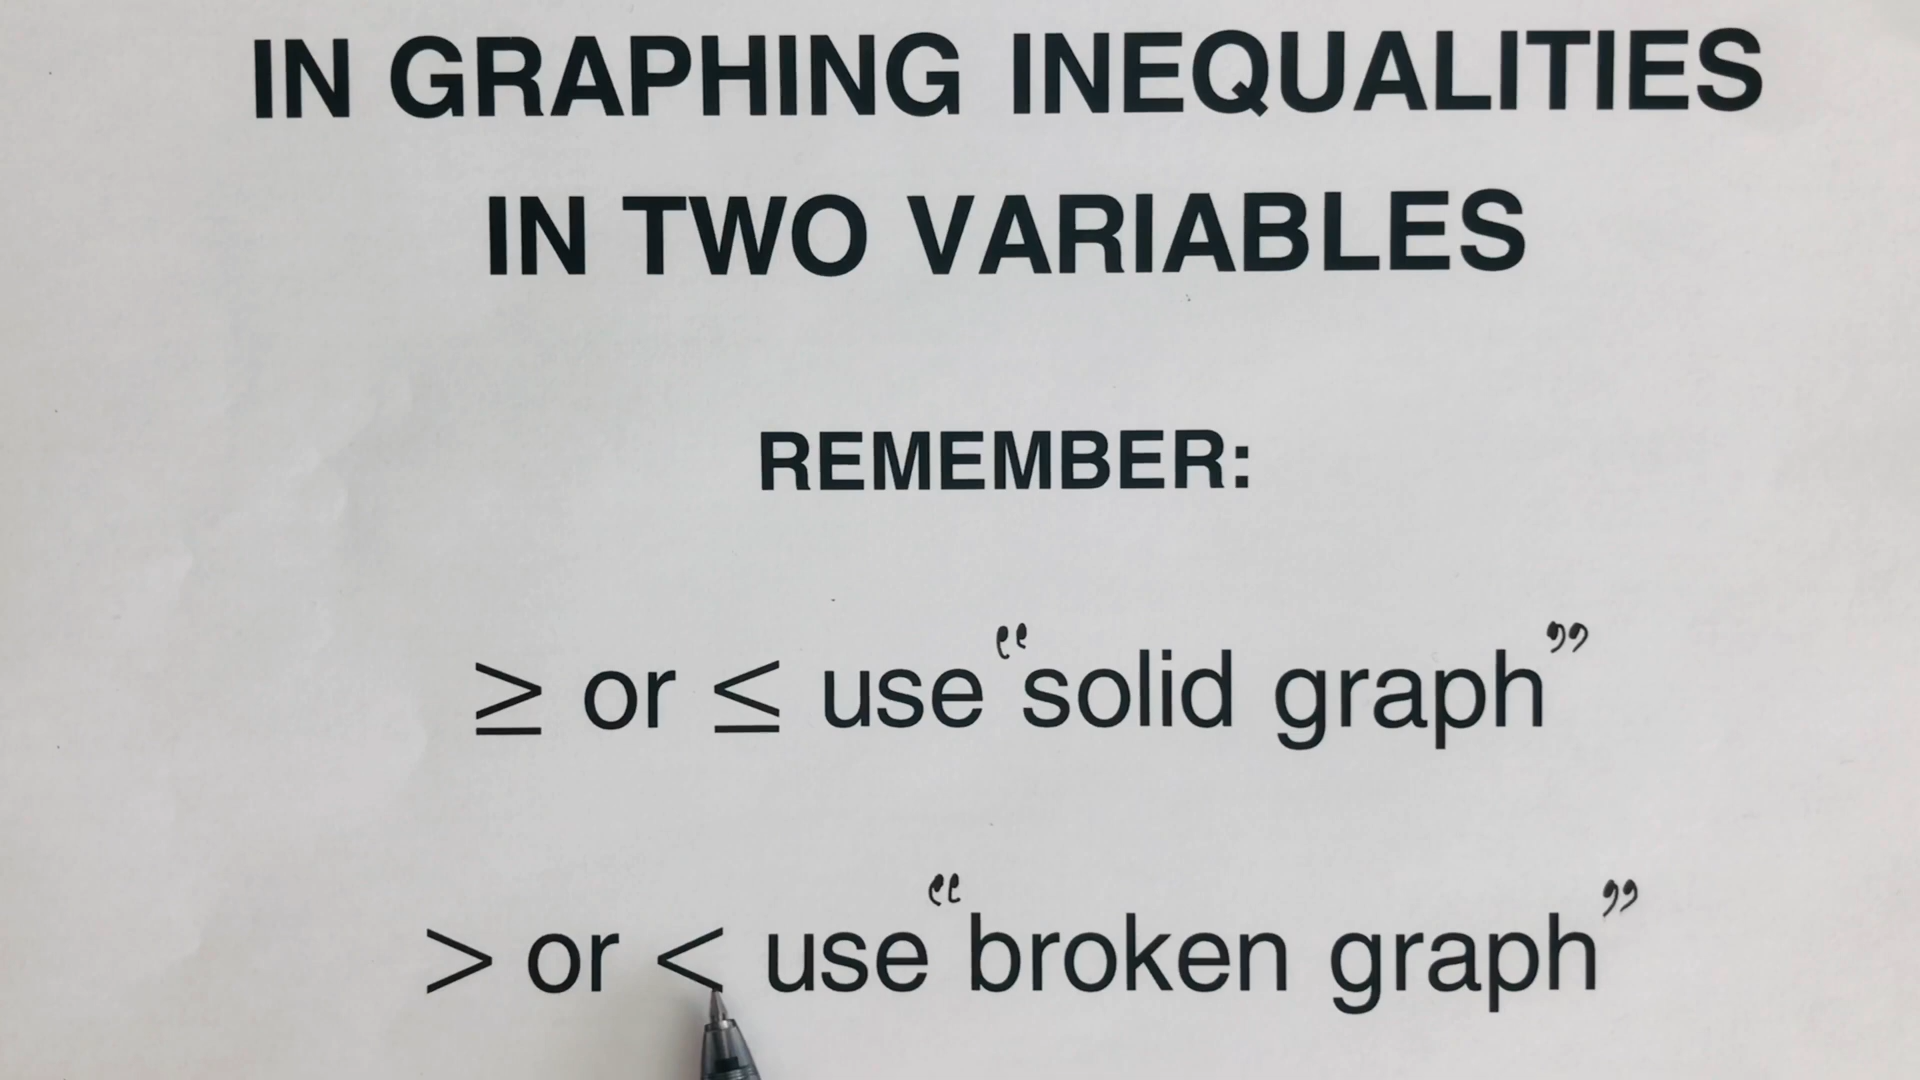 IN GRAPHING INEQUALITIES
IN TWO VARIABLES
REMEMBER:
≥ or ≤ use “solid graph”
> or < use “broken graph”